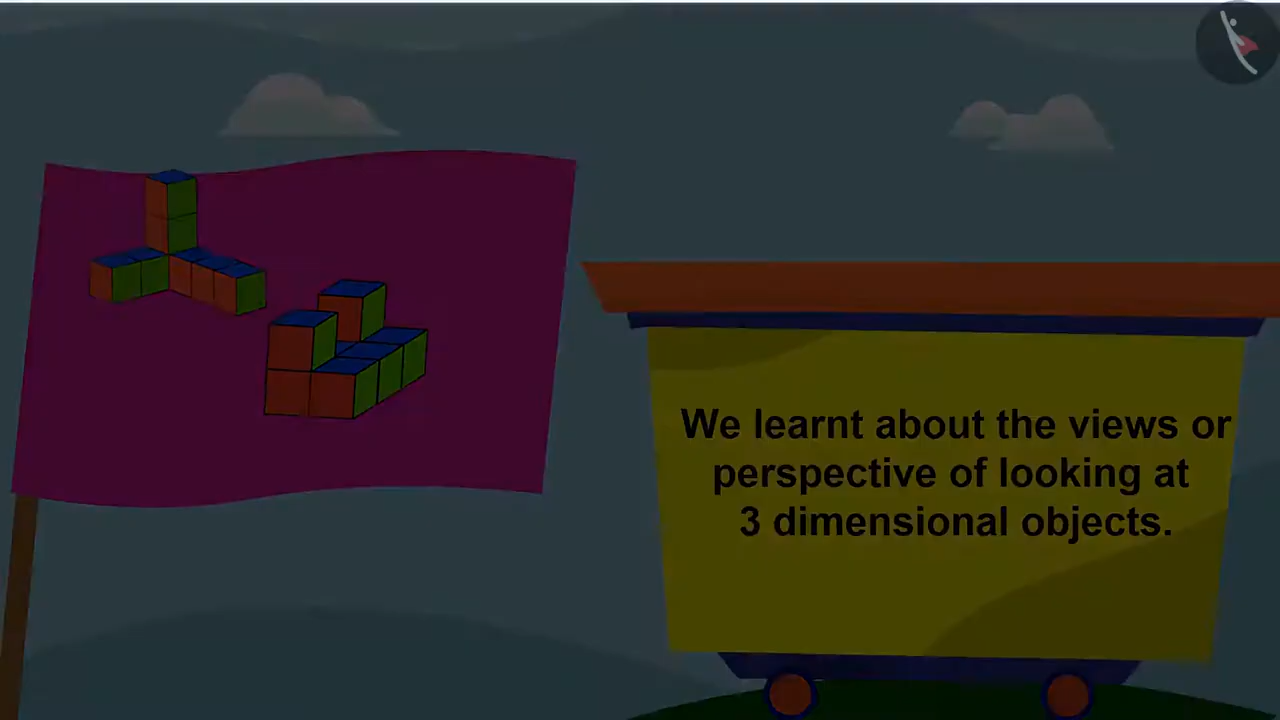 We learnt about the views or
perspective of looking at
3 dimensional objects.